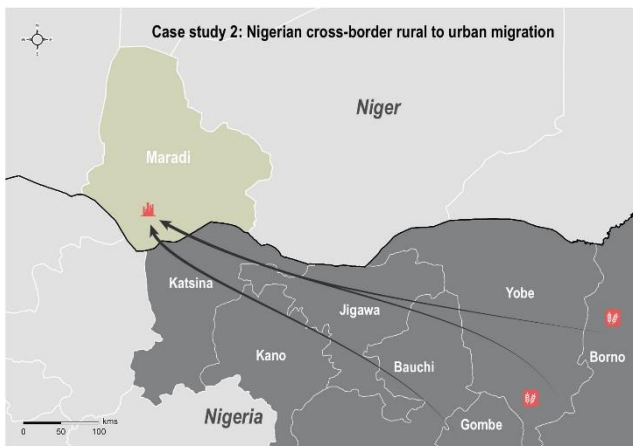 Case study 2: Nigerian cross-border rural to urban migration
Niger
Maradi
Katsina
Jigawa
Yobe
Kano
Bauchi
Borno
Nigeria
Gombe
0 50 100 kms